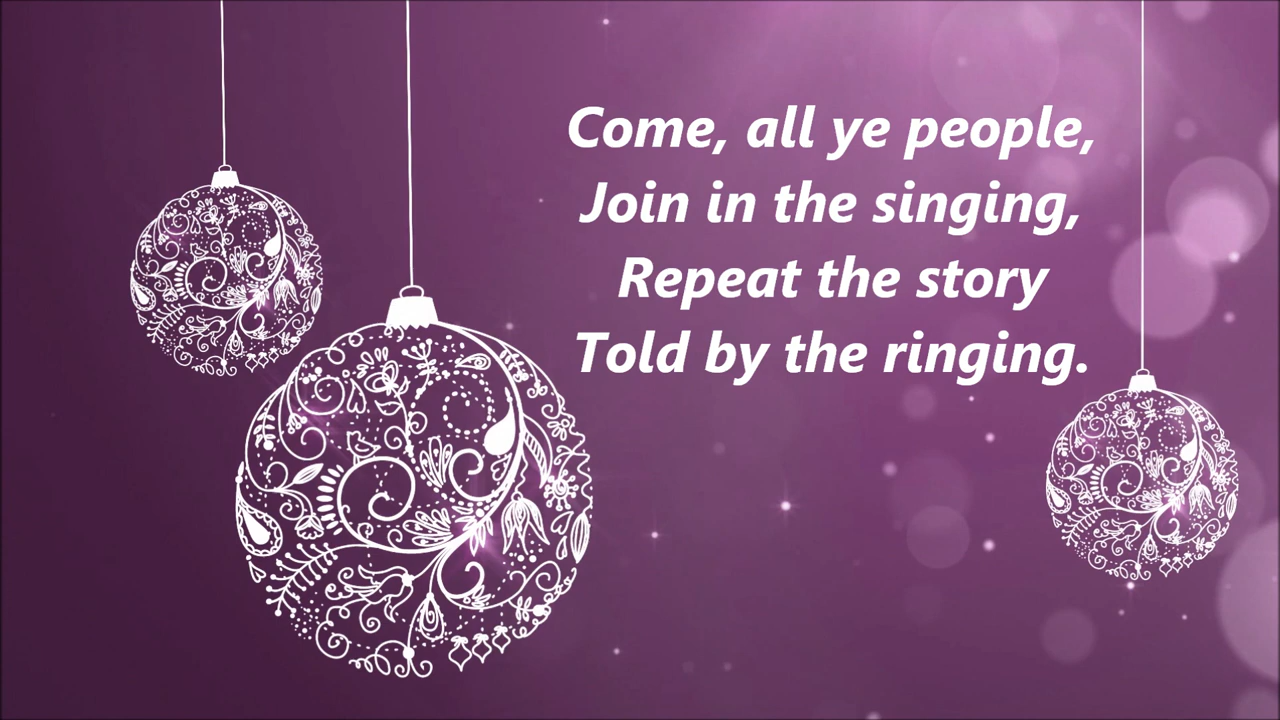 Come, all ye people,
Join in the singing,
Repeat the story
Told by the ringing.